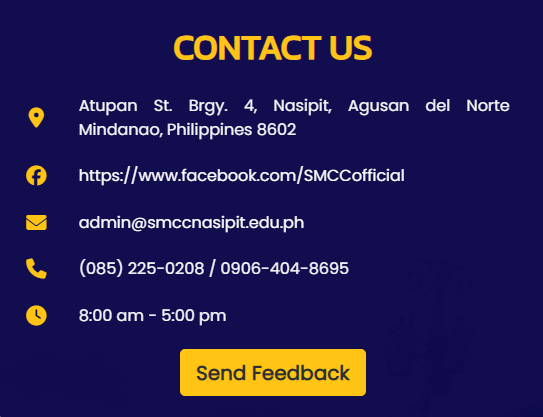 CONTACT US
Atupan St. Brgy. 4, Nasipit, Agusan del Norte
Mindanao, Philippines 8602
https://www.facebook.com/SMCCofficial
admin@smccnasipit.edu.ph
(085) 225-0208 / 0906-404-8695
8:00 am - 5:00 pm
Send Feedback